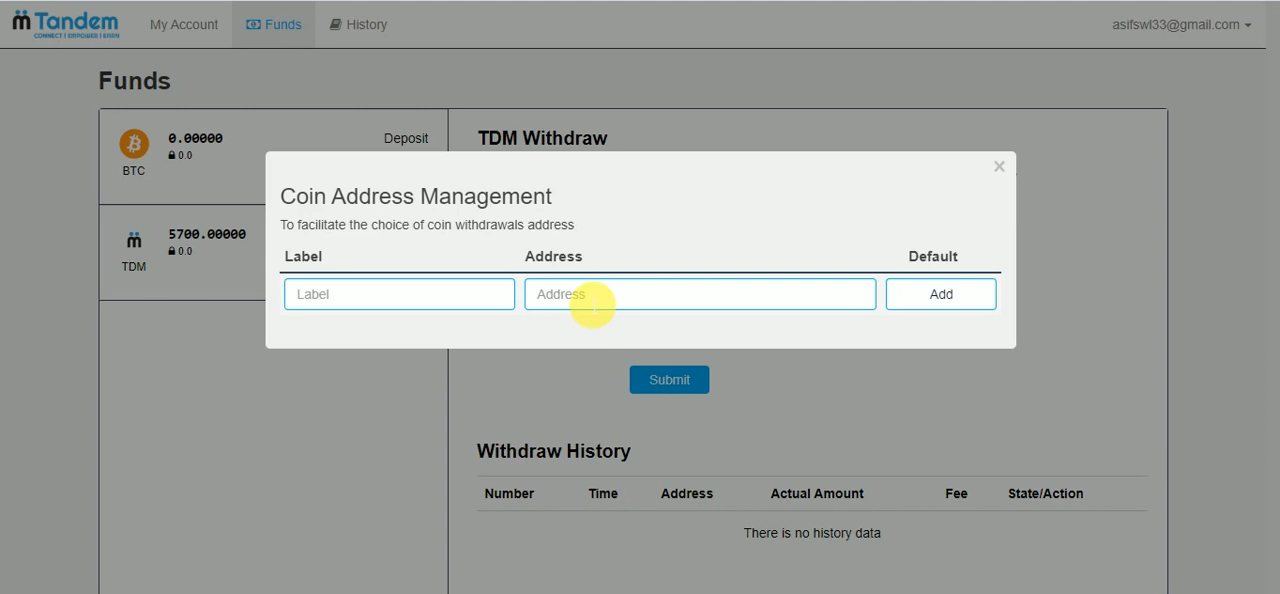 Tandem
CONNECT | EMPOWER | EARN
My Account
Funds
History
asifswl33@gmail.com
Funds
0.00000
0.0
BTC
Deposit
5700.00000
0.0
TDM
TDM Withdraw
×
Coin Address Management
To facilitate the choice of coin withdrawals address
Label Address Default
Label Address Add
Submit
Withdraw History
Number Time Address Actual Amount Fee State/Action
There is no history data